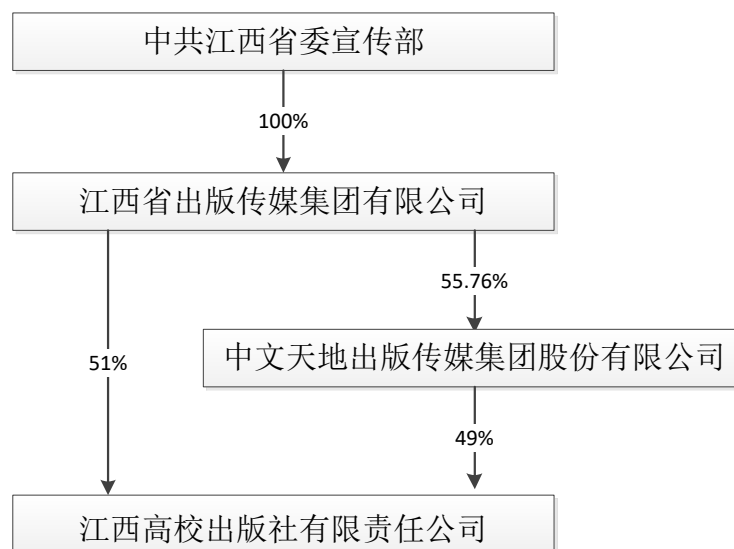 中共江西省委宣传部
100%
江西省出版传媒集团有限公司
55.76%
中文天地出版传媒集团股份有限公司
51%
49%
江西高校出版社有限责任公司